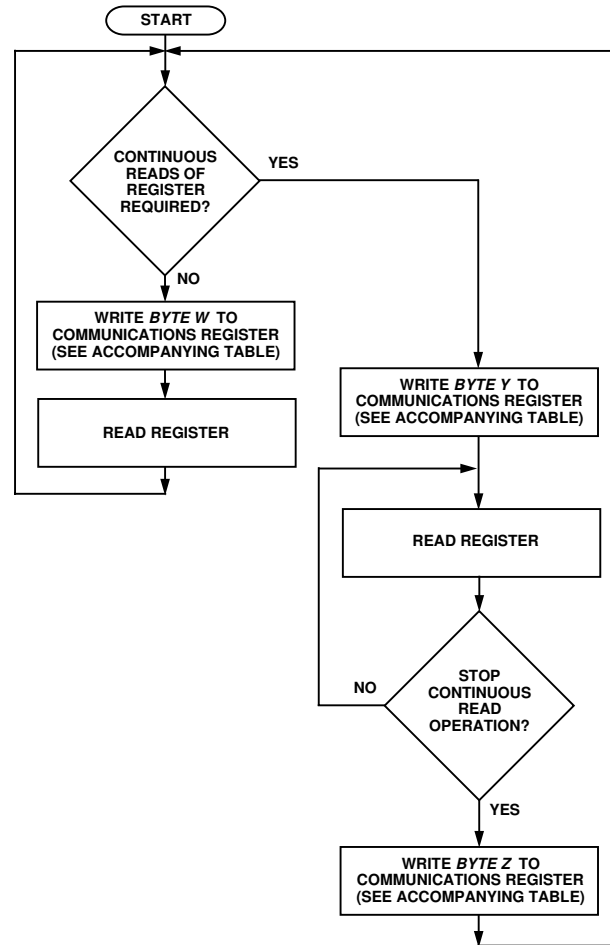 START
CONTINUOUS
READS OF
REGISTER
REQUIRED?
YES
NO
WRITE BYTE W TO
COMMUNICATIONS REGISTER
(SEE ACCOMPANYING TABLE)
READ REGISTER
WRITE BYTE Y TO
COMMUNICATIONS REGISTER
(SEE ACCOMPANYING TABLE)
READ REGISTER
STOP
CONTINUOUS
READ
OPERATION?
NO
YES
WRITE BYTE Z TO
COMMUNICATIONS REGISTER
(SEE ACCOMPANYING TABLE)